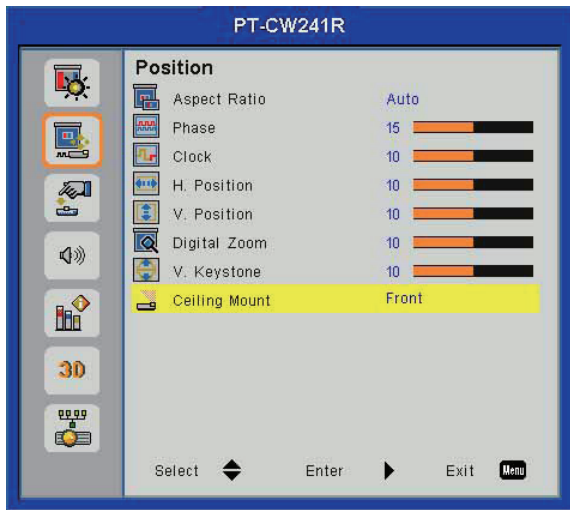 PT-CW241R
Position
Aspect Ratio Auto
Phase 15
Clock 10
H. Position 10
V. Position 10
Digital Zoom 10
V. Keystone 10
Ceiling Mount Front
3D
Select Enter Exit Menu